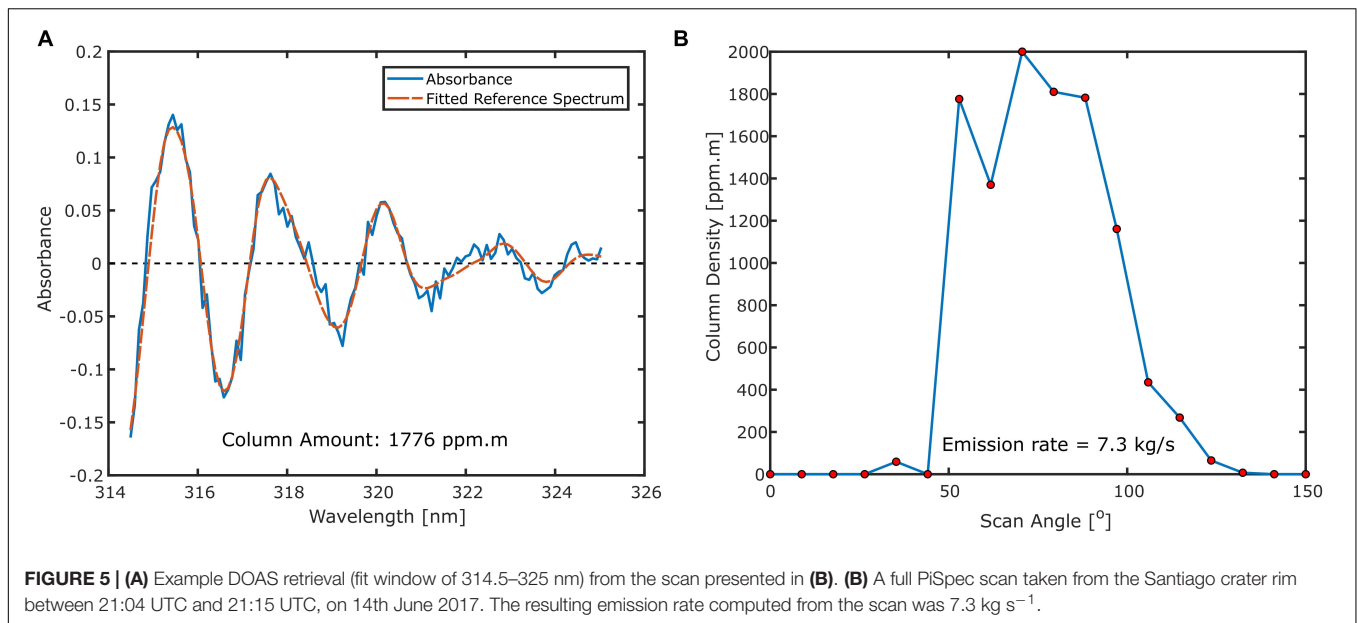 A
B
0.2
0.15
0.1
0.05
0
-0.05
-0.1
-0.15
-0.2
Absorbance
Absorbance
Fitted Reference Spectrum
Column Amount: 1776 ppm.m
314 316 318 320 322 324 326
Wavelength [nm]
2000
1800
1600
1400
1200
1000
800
600
400
200
0
Column Density [ppm.m]
Emission rate = 7.3 kg/s
0 50 100 150
Scan Angle [o]
FIGURE 5 | (A) Example DOAS retrieval (fit window of 314.5–325 nm) from the scan presented in (B). (B) A full PiSpec scan taken from the Santiago crater rim
between 21:04 UTC and 21:15 UTC, on 14th June 2017. The resulting emission rate computed from the scan was 7.3 kg s−1.